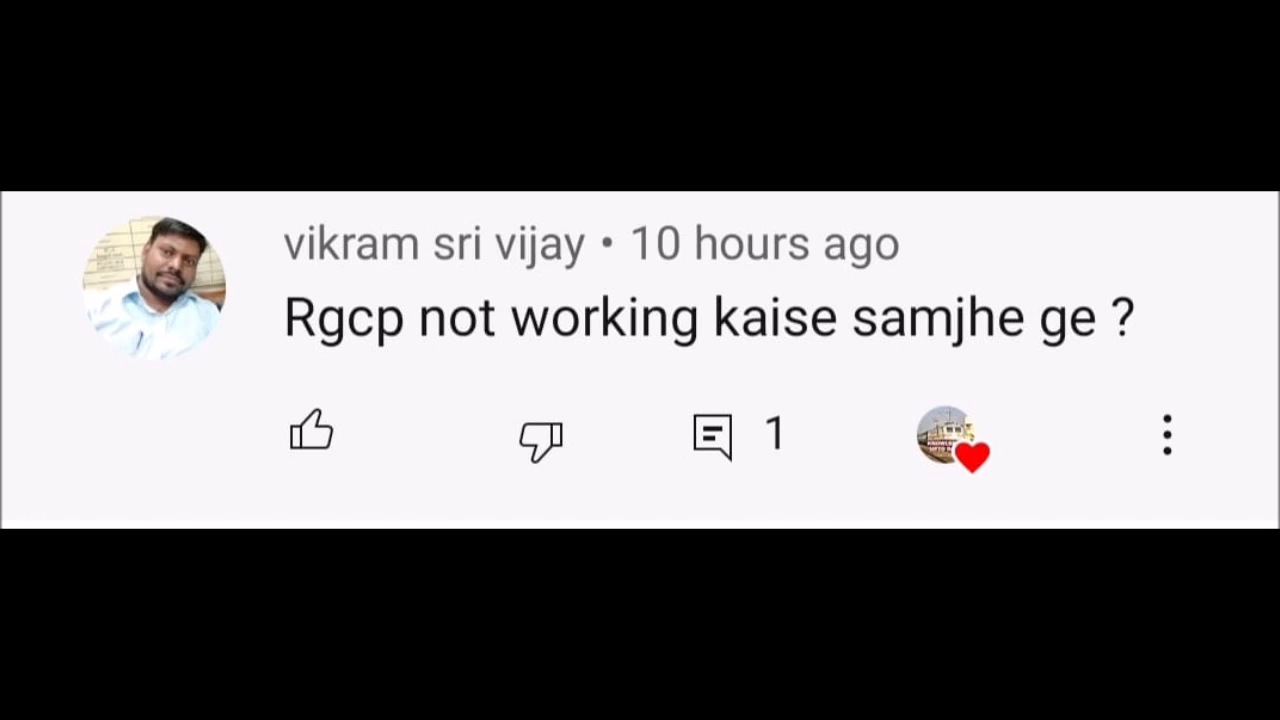 vikram sri vijay • 10 hours ago
Rgcp not working kaise samjhe ge ?
1